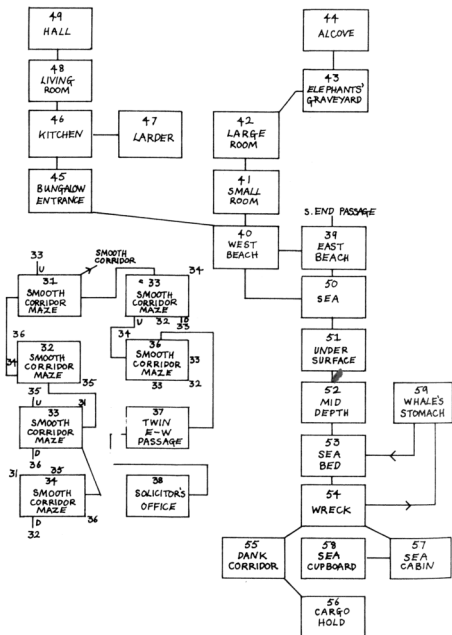 49
HALL
44
ALCOVE
48
LIVING
ROOM
43
ELEPHANTS'
GRAVEYARD
46
KITCHEN
47
LARDER
42
LARGE
ROOM
45
BUNGALOW
ENTRANCE
41
SMALL
ROOM
S. END PASSAGE
40
WEST
BEACH
39
EAST
BEACH
33
U
SMOOTH
CORRIDOR
34
31
SMOOTH
CORRIDOR
MAZE
33
SMOOTH
CORRIDOR
MAZE
50
SEA
U
32
D
33
36
34
34
32
SMOOTH
CORRIDOR
MAZE
35
36
SMOOTH
CORRIDOR
MAZE
33
33
32
51
UNDER
SURFACE
35
U
31
33
SMOOTH
CORRIDOR
MAZE
D
36
37
TWIN
E-W
PASSAGE
52
MID
DEPTH
59
WHALE'S
STOMACH
53
SEA
BED
31
35
34
SMOOTH
CORRIDOR
MAZE
36
D
32
38
SOLICITOR'S
OFFICE
54
WRECK
55
DANK
CORRIDOR
58
SEA
CUPBOARD
57
SEA
CABIN
56
CARGO
HOLD